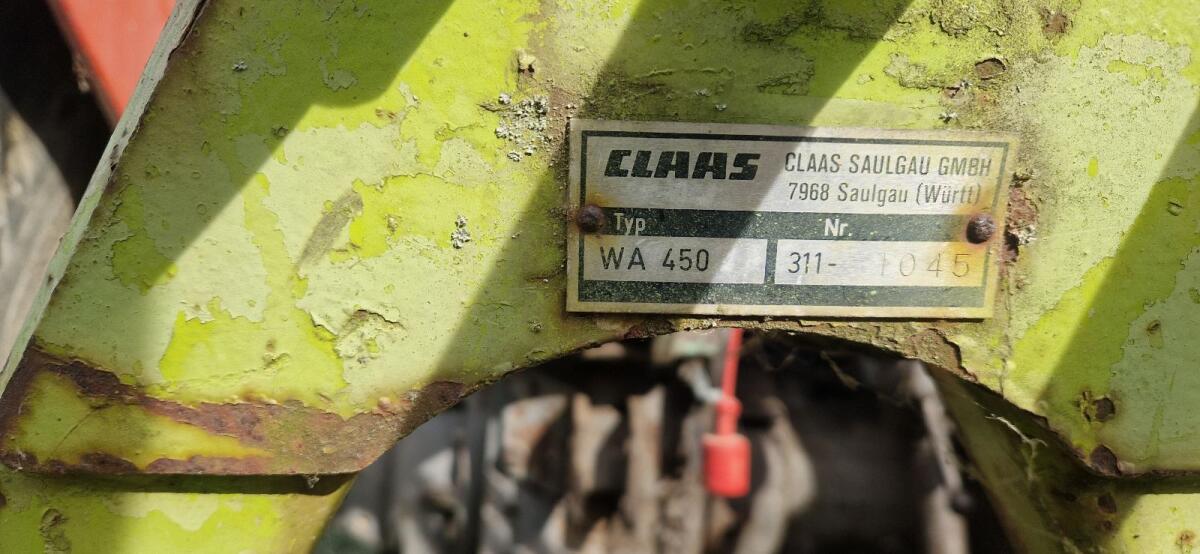 CLAAS
CLAAS SAULGAU GMBH
7968 Saulgau (Württ)
Typ
Nr.
WA 450
311- 1045